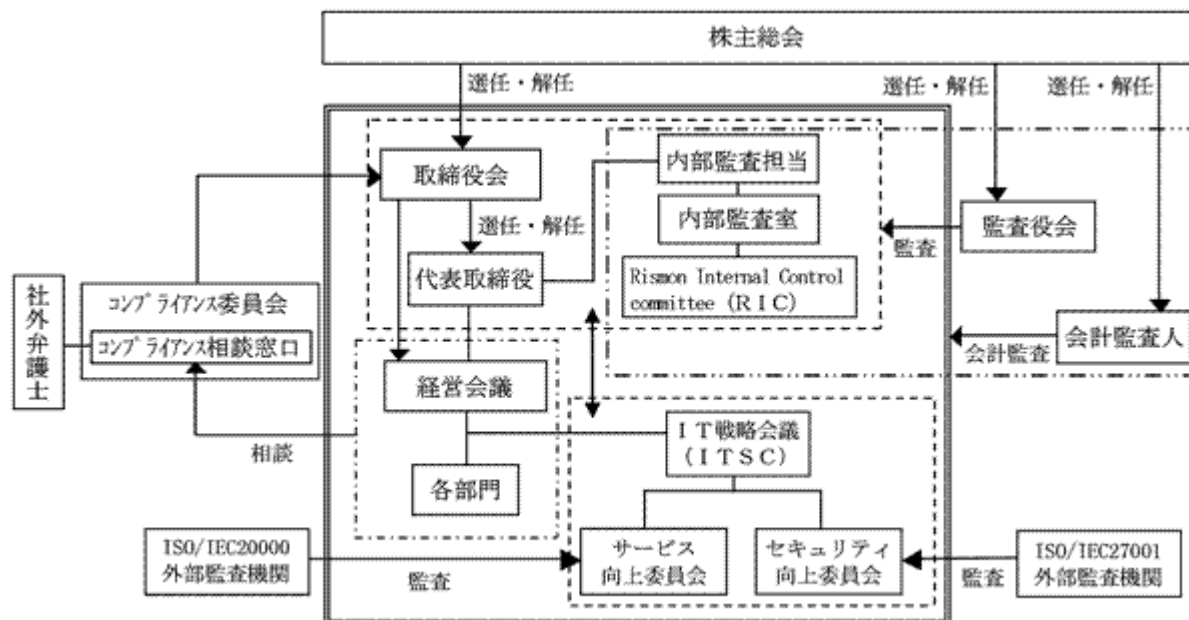 株主総会
選任・解任
選任・解任
選任・解任
取締役会
内部監査担当
選任・解任
内部監査室
監査役会
監査
代表取締役
Rismon Internal Control
committee (ＲＩＣ)
社外弁護士
コンプライアンス委員会
コンプライアンス相談窓口
会計監査人
会計監査
経営会議
相談
ＩＴ戦略会議
(ＩＴＳＣ)
各部門
ISO/IEC20000
外部監査機関
監査
サービス
向上委員会
セキュリティ
向上委員会
監査
ISO/IEC27001
外部監査機関